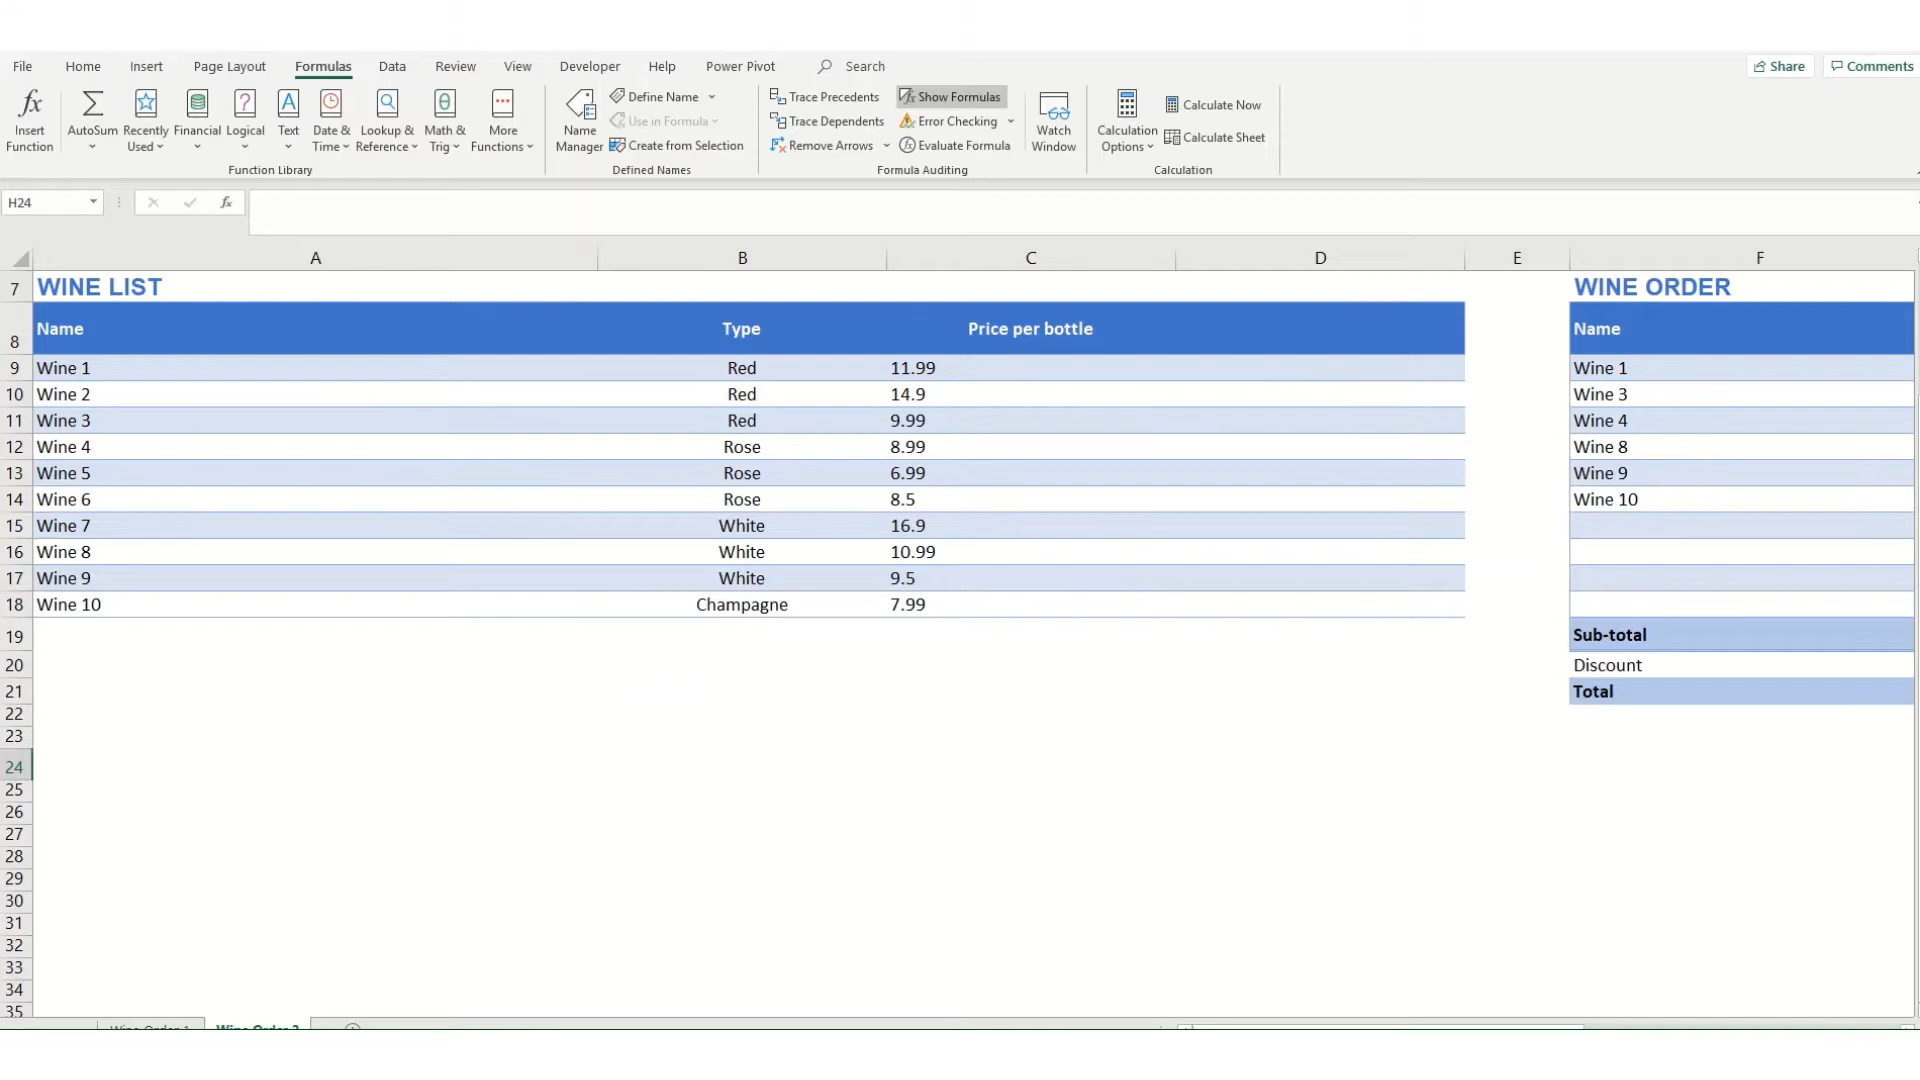 File Home Insert Page Layout Formulas Data Review View Developer Help Power Pivot Search Share Comments
Insert Function AutoSum Recently Used Financial Logical Text Date & Time Lookup & Reference Math & Trig More Functions
Function Library
Name Manager Define Name
Use in Formula
Create from Selection
Defined Names
Trace Precedents Show Formulas
Trace Dependents Error Checking
Remove Arrows Evaluate Formula
Formula Auditing
Watch Window
Calculation Options Calculate Now
Calculate Sheet
Calculation
H24 fx
A B C D E F
7 WINE LIST WINE ORDER
8 Name Type Price per bottle Name
9 Wine 1 Red 11.99 Wine 1
10 Wine 2 Red 14.9 Wine 3
11 Wine 3 Red 9.99 Wine 4
12 Wine 4 Rose 8.99 Wine 8
13 Wine 5 Rose 6.99 Wine 9
14 Wine 6 Rose 8.5 Wine 10
15 Wine 7 White 16.9
16 Wine 8 White 10.99
17 Wine 9 White 9.5
18 Wine 10 Champagne 7.99
19 Sub-total
20 Discount
21 Total
22
23
24
25
26
27
28
29
30
31
32
33
34
35
Wine Order 1 Wine Order 2